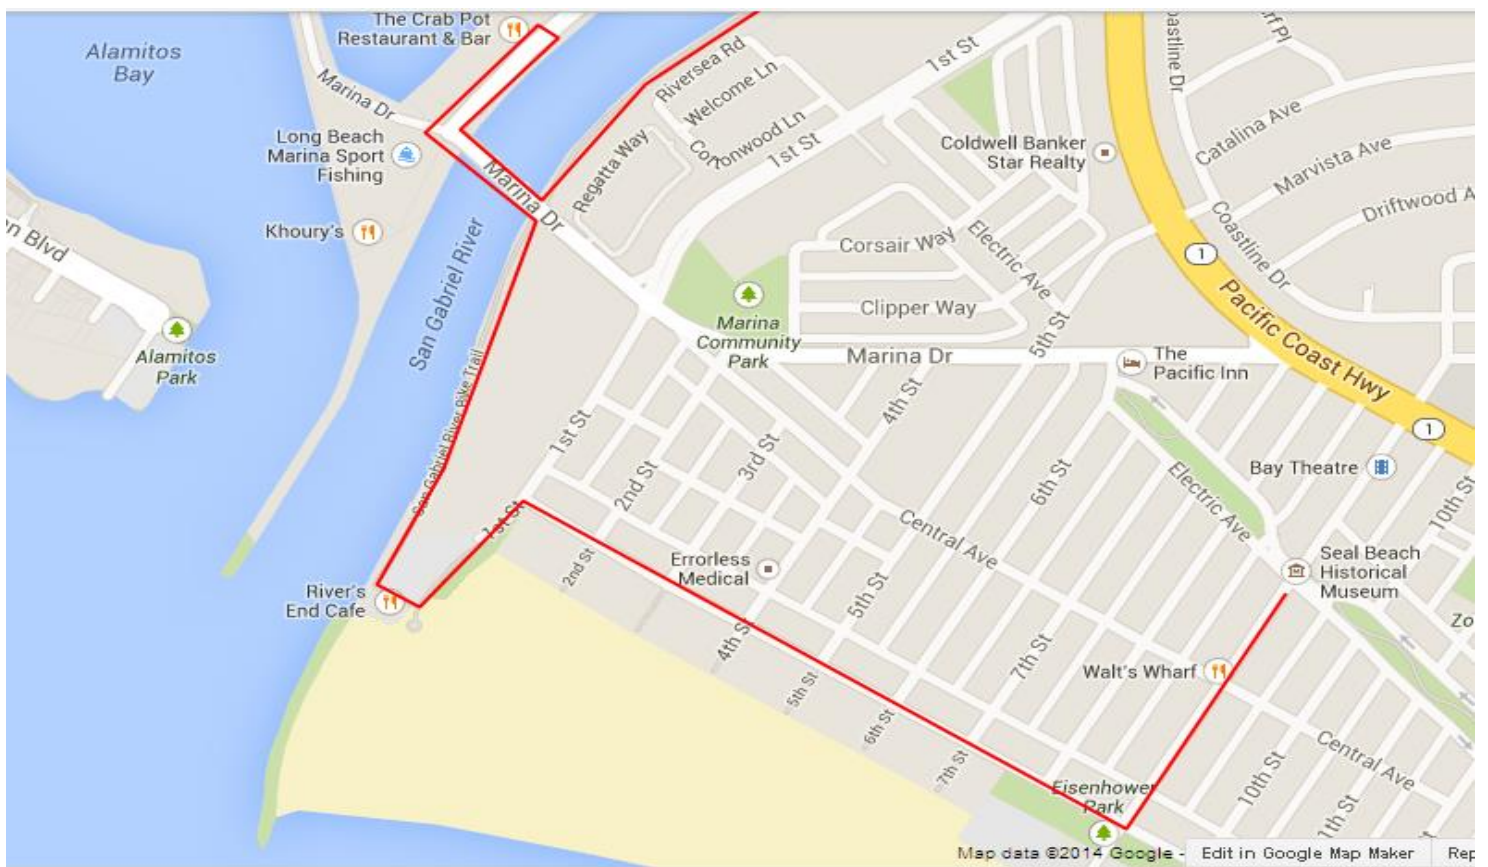 The Crab Pot
Restaurant & Bar
Alamitos
Bay
Marina Dr
Riversea Rd
Welcome Ln
1st St
Coastline Dr
Catalina Ave
Marvista Ave
Driftwood A
Long Beach
Marina Sport
Fishing
Marina Dr
Regatta Way
1st St
Coldwell Banker
Star Realty
Khoury's
San Gabriel River
Corsair Way
Electric Ave
Coastline Dr
1
Clipper Way
Pacific Coast Hwy
Marina
Community
Park
Marina Dr
5th St
The
Pacific Inn
Alamitos
Park
San Gabriel River Bike Trail
1st St
4th St
1
2nd St
3rd St
6th St
Bay Theatre
Electric Ave
10th St
1st St
Central Ave
Errorless
Medical
2nd St
5th St
Seal Beach
Historical
Museum
River's
End Cafe
4th St
7th St
Walt's Wharf
Zo
5th St
6th St
7th St
Central Ave
Eisenhower
Park
10th St
Map data ©2014 Google -
Edit in Google Map Maker
Rep